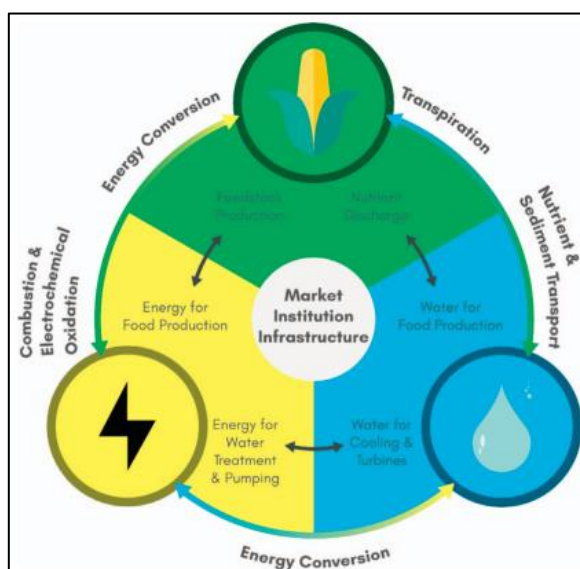 Energy Conversion
Transpiration
Feedstock
Production
Nutrient
Discharge
Combustion &
Electrochemical
Oxidation
Nutrient &
Sediment Transport
Energy for
Food Production
Market
Institution
Infrastructure
Water for
Food Production
Energy for
Water
Treatment
& Pumping
Water for
Cooling &
Turbines
Energy Conversion